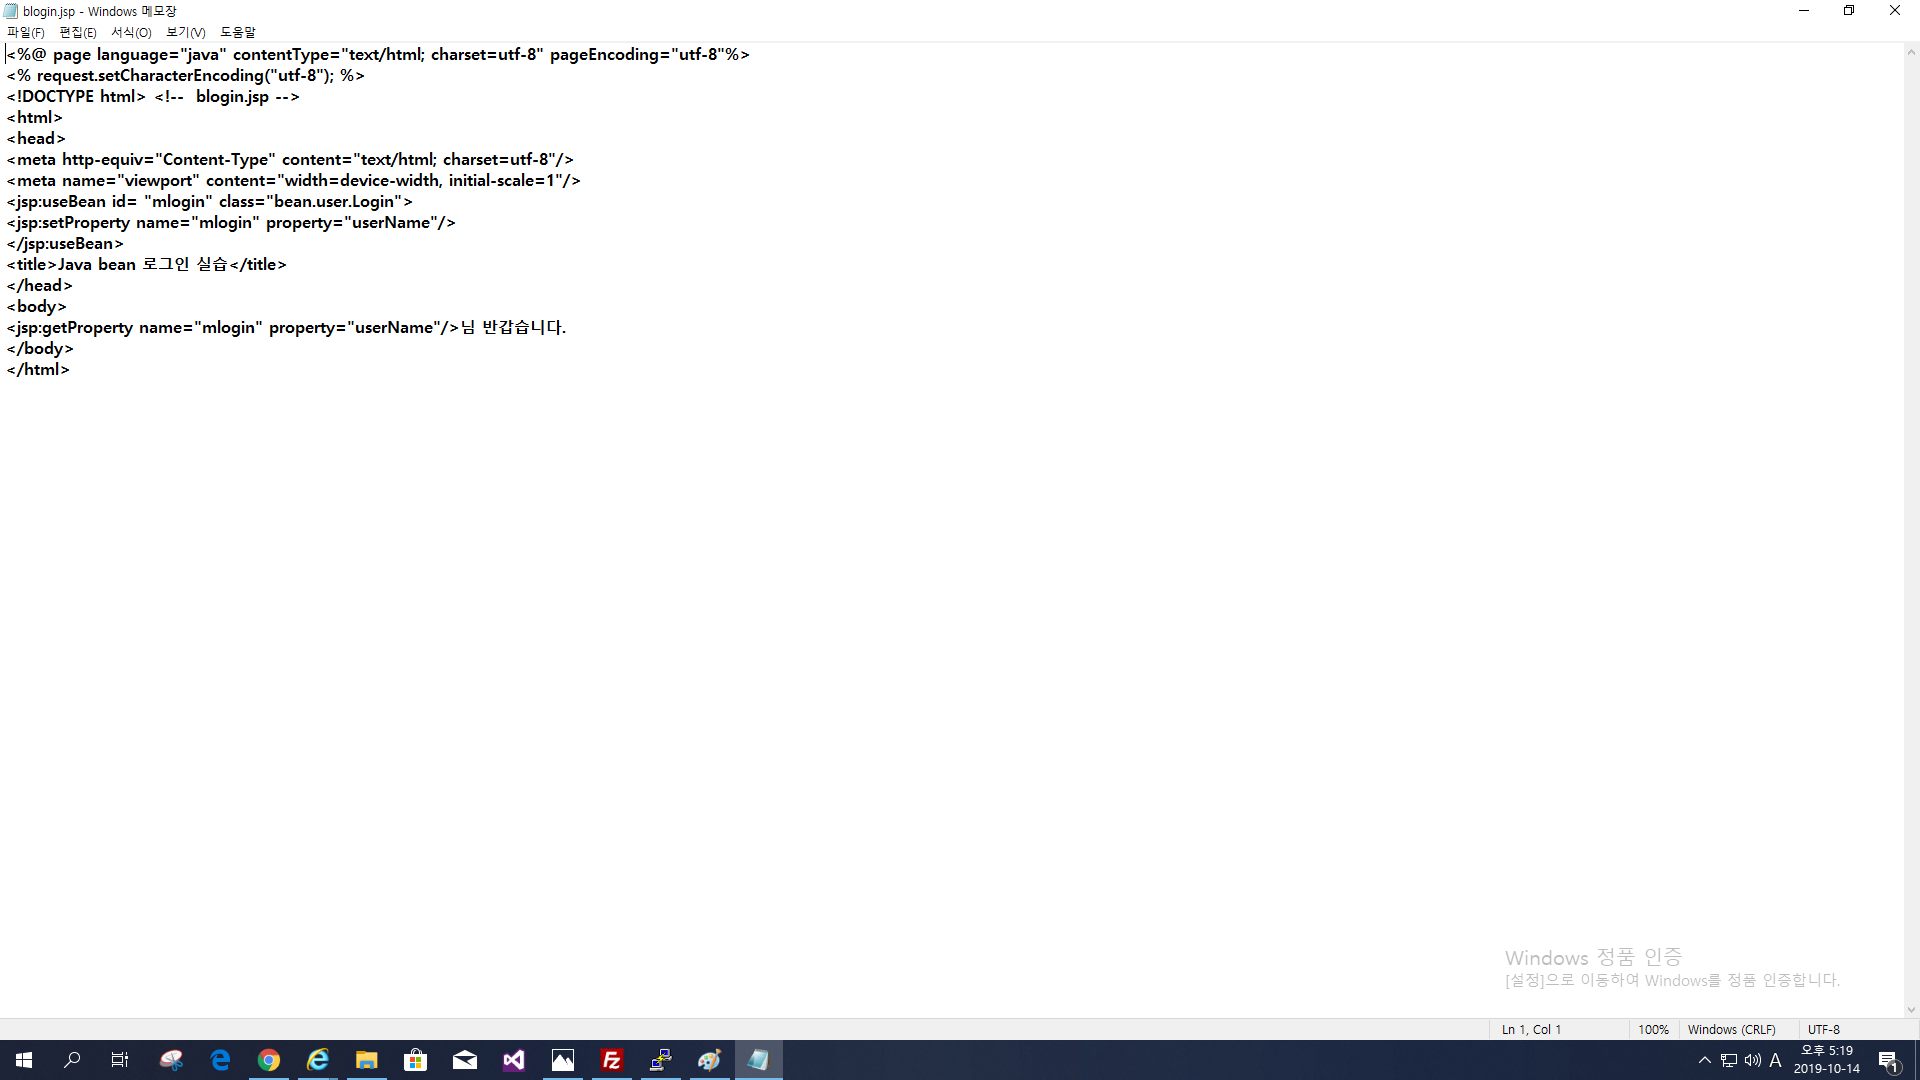 blogin.jsp - Windows 메모장
파일(F) 편집(E) 서식(O) 보기(V) 도움말
<%@ page language="java" contentType="text/html; charset=utf-8" pageEncoding="utf-8"%>
<% request.setCharacterEncoding("utf-8"); %>
<!DOCTYPE html> <!--  blogin.jsp -->
<html>
<head>
<meta http-equiv="Content-Type" content="text/html; charset=utf-8"/>
<meta name="viewport" content="width=device-width, initial-scale=1"/>
<jsp:useBean id= "mlogin" class="bean.user.Login">
<jsp:setProperty name="mlogin" property="userName"/>
</jsp:useBean>
<title>Java bean 로그인 실습</title>
</head>
<body>
<jsp:getProperty name="mlogin" property="userName"/>님 반갑습니다.
</body>
</html>
Windows 정품 인증
[설정]으로 이동하여 Windows를 정품 인증합니다.
Ln 1, Col 1 100% Windows (CRLF) UTF-8
A 오후 5:19
2019-10-14
1